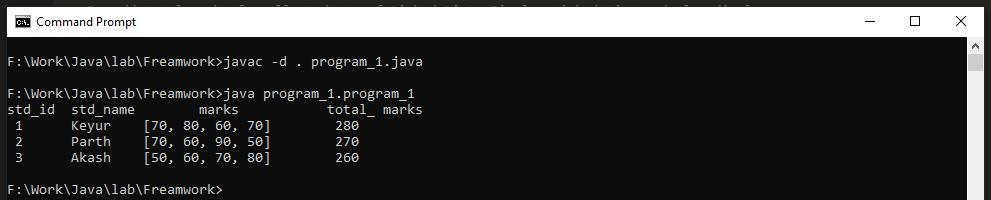 Command Prompt
F:\Work\Java\lab\Freamwork>javac -d . program_1.java
F:\Work\Java\lab\Freamwork>java program_1.program_1
std_id  std_name        marks           total_ marks
 1      Keyur    [70, 80, 60, 70]        280
 2      Parth    [70, 60, 90, 50]        270
 3      Akash    [50, 60, 70, 80]        260
F:\Work\Java\lab\Freamwork>